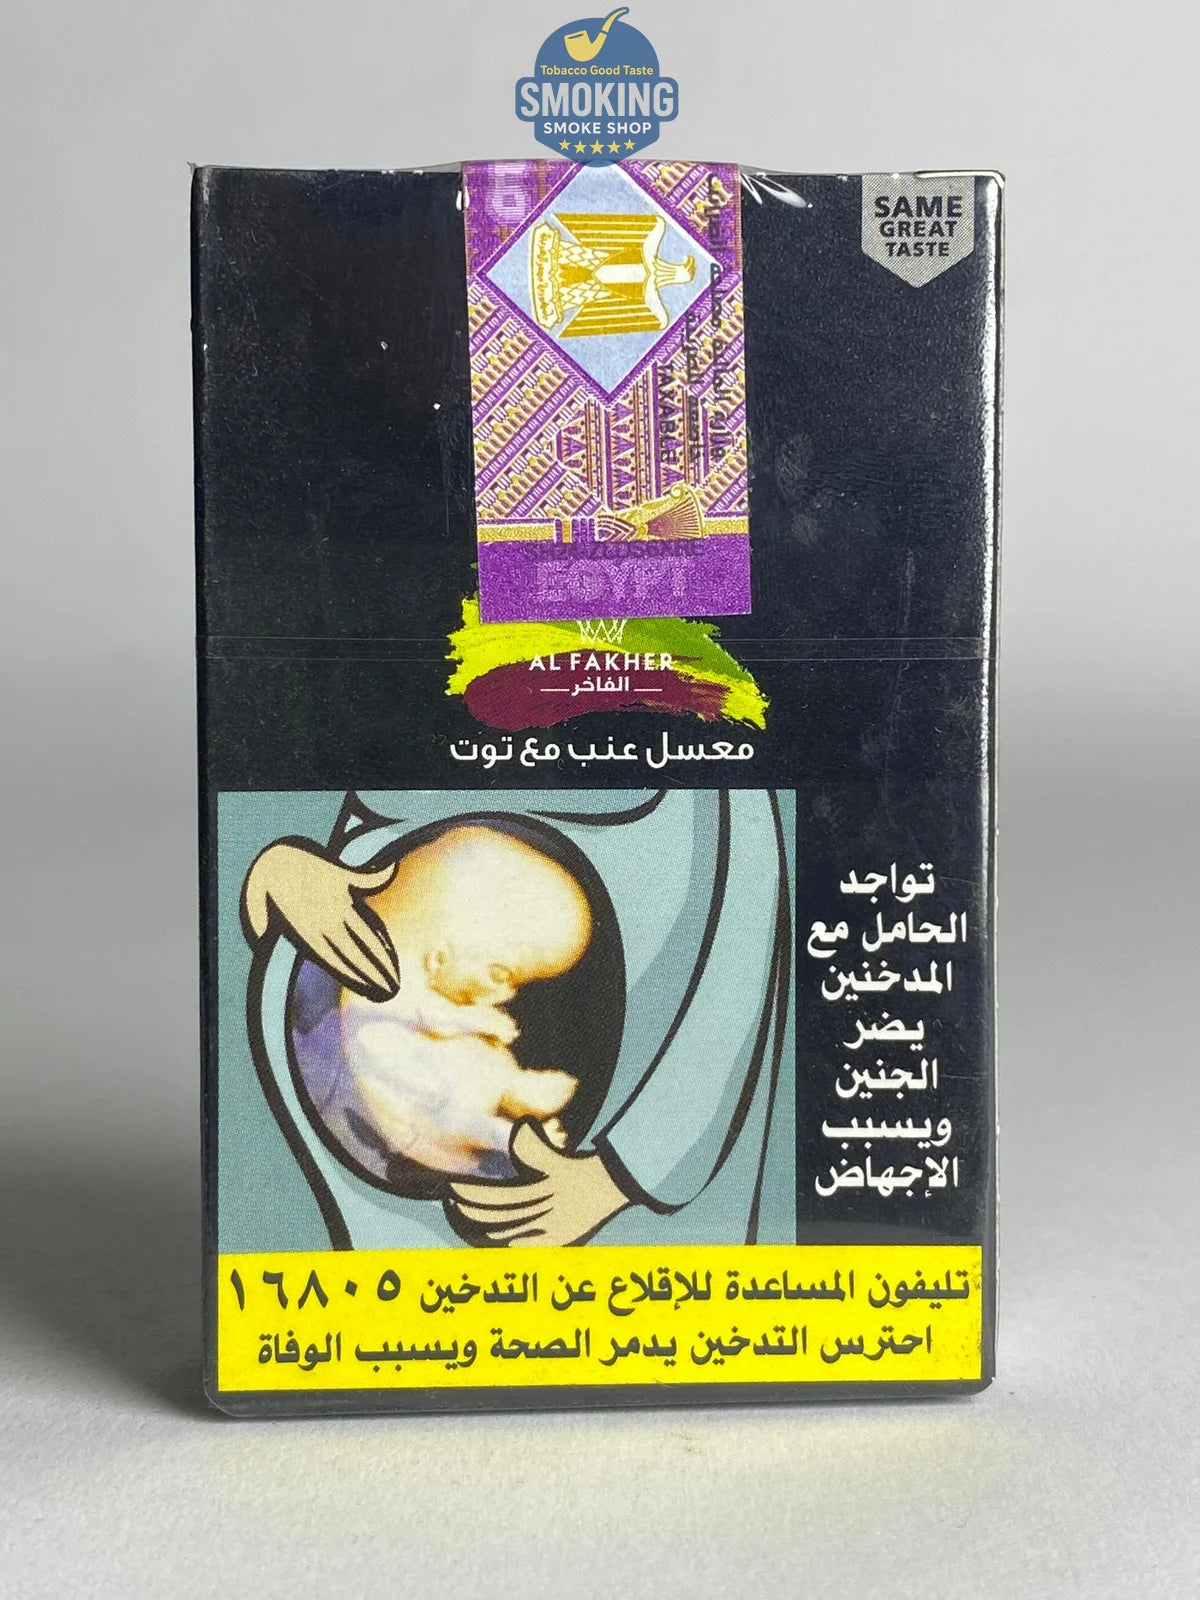 Tobacco Good Taste
SMOKING
SMOKE SHOP
SAME
GREAT
TASTE
TAXABLE
EGYPT
AL FAKHER
الفاخر
معسل عنب مع توت
تواجد
الحامل مع
المدخنين
يضر
الجنين
ويسبب
الإجهاض
تليفون المساعدة للإقلاع عن التدخين ١٦٨٠٥
احترس التدخين يدمر الصحة ويسبب الوفاة